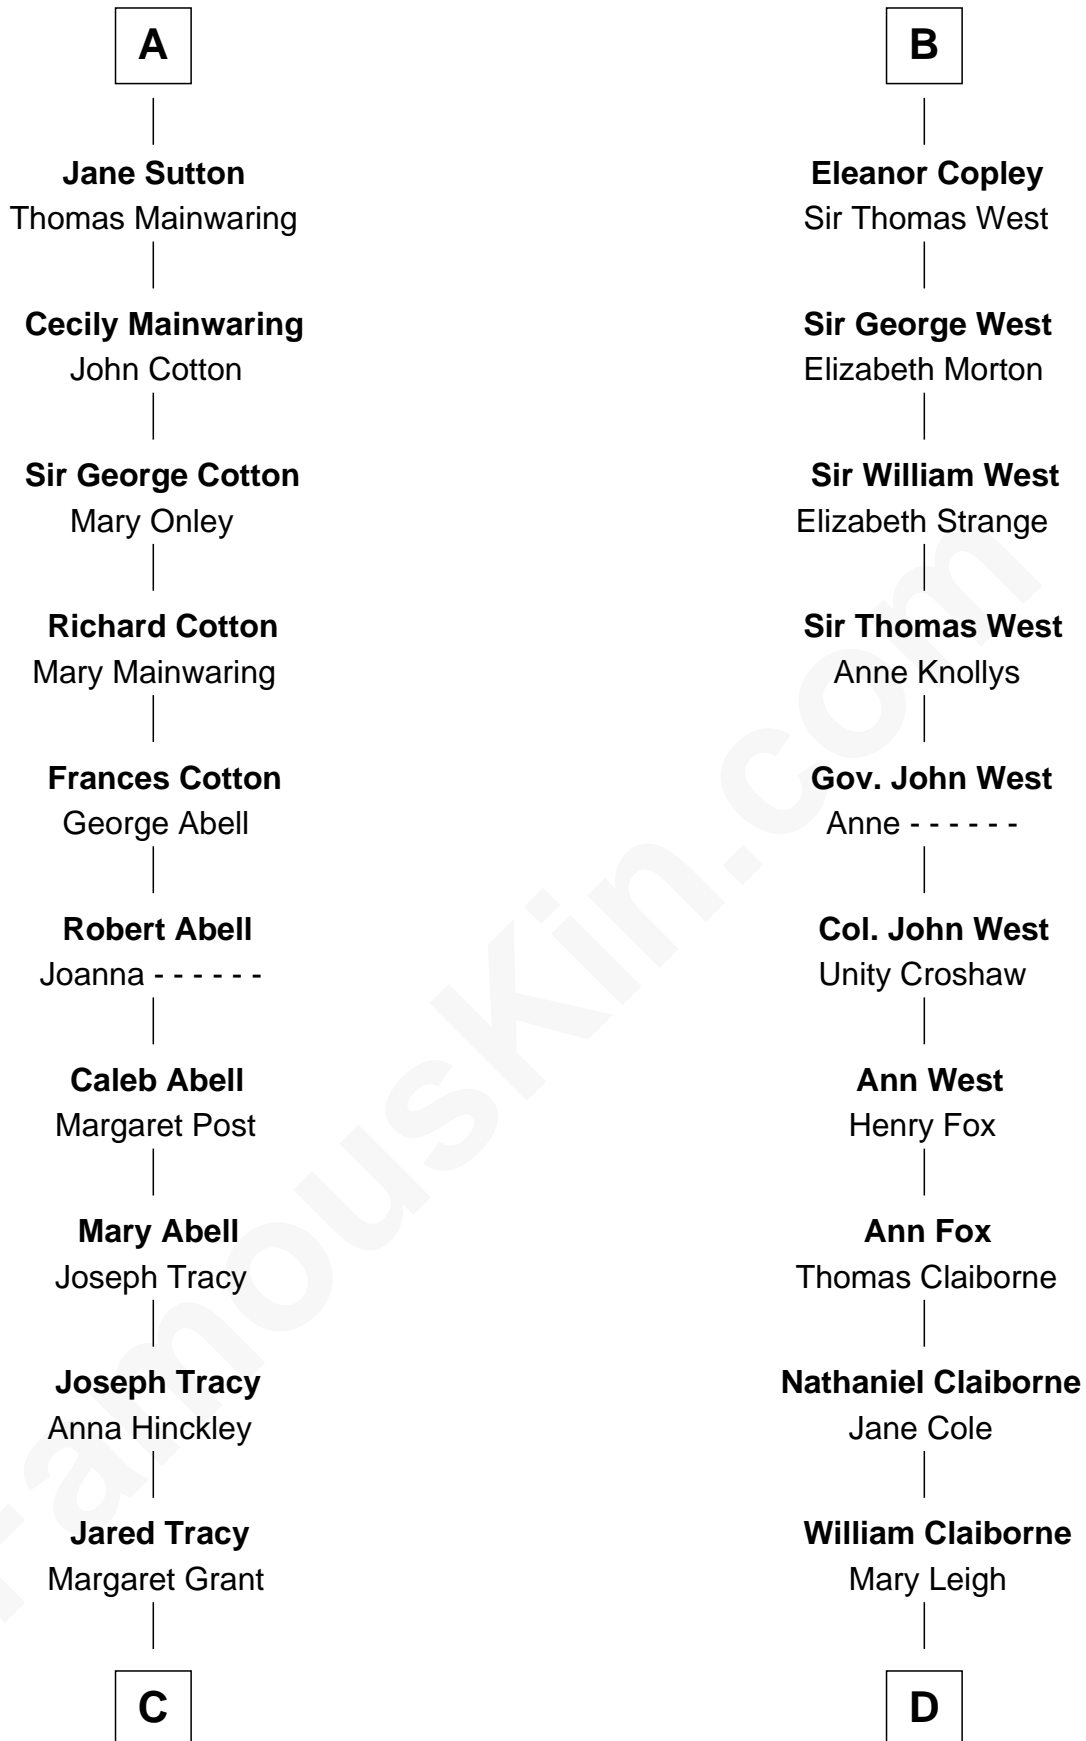 A
Jane Sutton
Thomas Mainwaring
Cecily Mainwaring
John Cotton
Sir George Cotton
Mary Onley
Richard Cotton
Mary Mainwaring
Frances Cotton
George Abell
Robert Abell
Joanna - - - - - -
Caleb Abell
Margaret Post
Mary Abell
Joseph Tracy
Joseph Tracy
Anna Hinckley
Jared Tracy
Margaret Grant
C
B
Eleanor Copley
Sir Thomas West
Sir George West
Elizabeth Morton
Sir William West
Elizabeth Strange
Sir Thomas West
Anne Knollys
Gov. John West
Anne - - - - - -
Col. John West
Unity Croshaw
Ann West
Henry Fox
Ann Fox
Thomas Claiborne
Nathaniel Claiborne
Jane Cole
William Claiborne
Mary Leigh
D
FamousKin.com